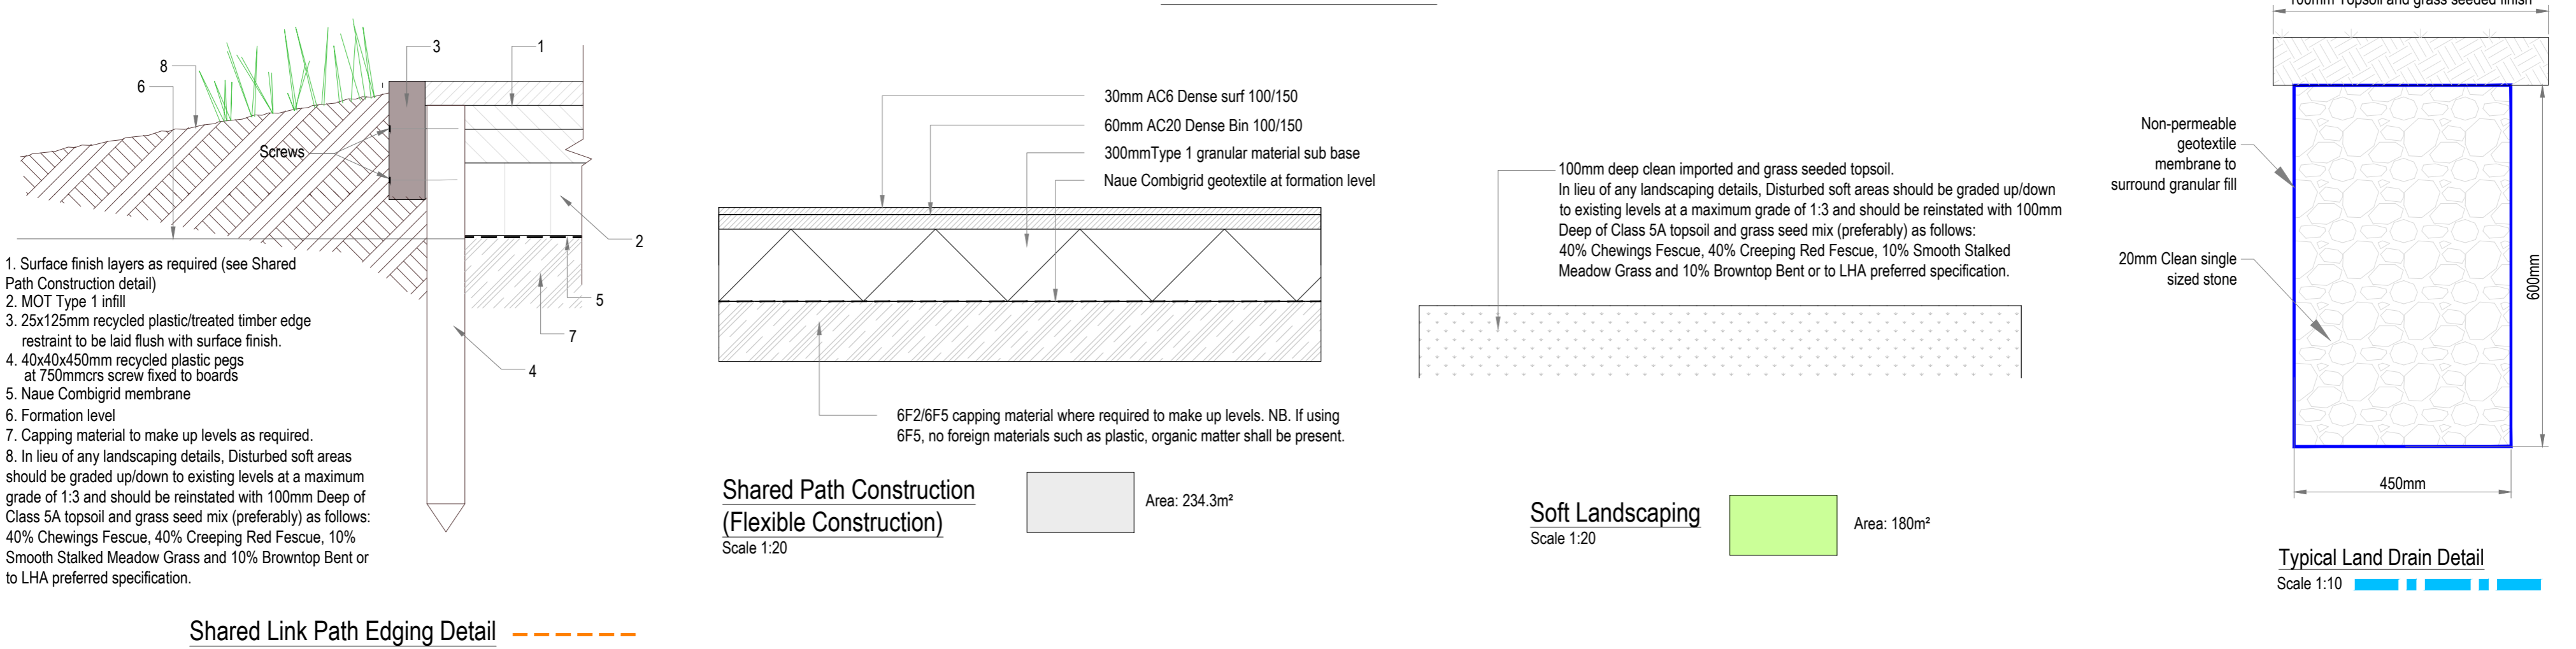 3
1
8
6
Screws
2
5
7
4
1. Surface finish layers as required (see Shared
Path Construction detail)
2. MOT Type 1 infill
3. 25x125mm recycled plastic/treated timber edge
restraint to be laid flush with surface finish.
4. 40x40x450mm recycled plastic pegs
at 750mmcrs screw fixed to boards
5. Naue Combigrid membrane
6. Formation level
7. Capping material to make up levels as required.
8. In lieu of any landscaping details, Disturbed soft areas
should be graded up/down to existing levels at a maximum
grade of 1:3 and should be reinstated with 100mm Deep of
Class 5A topsoil and grass seed mix (preferably) as follows:
40% Chewings Fescue, 40% Creeping Red Fescue, 10%
Smooth Stalked Meadow Grass and 10% Browntop Bent or
to LHA preferred specification.
Shared Link Path Edging Detail
30mm AC6 Dense surf 100/150
60mm AC20 Dense Bin 100/150
300mmType 1 granular material sub base
Naue Combigrid geotextile at formation level
6F2/6F5 capping material where required to make up levels. NB. If using
6F5, no foreign materials such as plastic, organic matter shall be present.
Shared Path Construction
(Flexible Construction)
Scale 1:20
Area: 234.3m²
100mm deep clean imported and grass seeded topsoil.
In lieu of any landscaping details, Disturbed soft areas should be graded up/down
to existing levels at a maximum grade of 1:3 and should be reinstated with 100mm
Deep of Class 5A topsoil and grass seed mix (preferably) as follows:
40% Chewings Fescue, 40% Creeping Red Fescue, 10% Smooth Stalked
Meadow Grass and 10% Browntop Bent or to LHA preferred specification.
Soft Landscaping
Scale 1:20
Area: 180m²
100mm Topsoil and grass seeded finish
Non-permeable
geotextile
membrane to
surround granular fill
20mm Clean single
sized stone
600mm
450mm
Typical Land Drain Detail
Scale 1:10